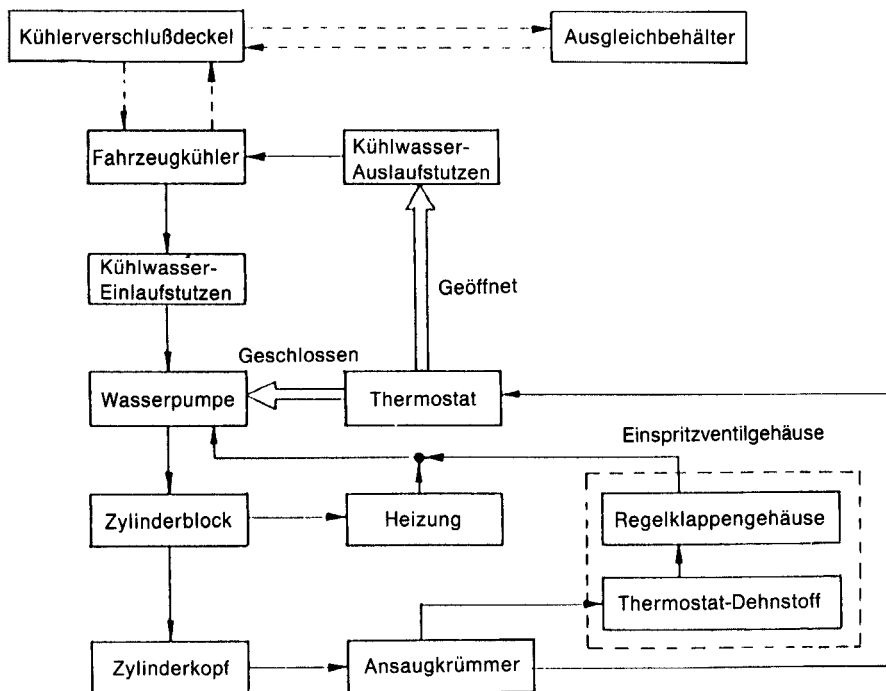 Kühlerverschlußdeckel
Ausgleichbehälter
Fahrzeugkühler
Kühlwasser-
Auslaufstutzen
Kühlwasser-
Einlaufstutzen
Geöffnet
Geschlossen
Wasserpumpe
Thermostat
Einspritzventilgehäuse
Zylinderblock
Heizung
Regelklappengehäuse
Thermostat-Dehnstoff
Zylinderkopf
Ansaugkrümmer